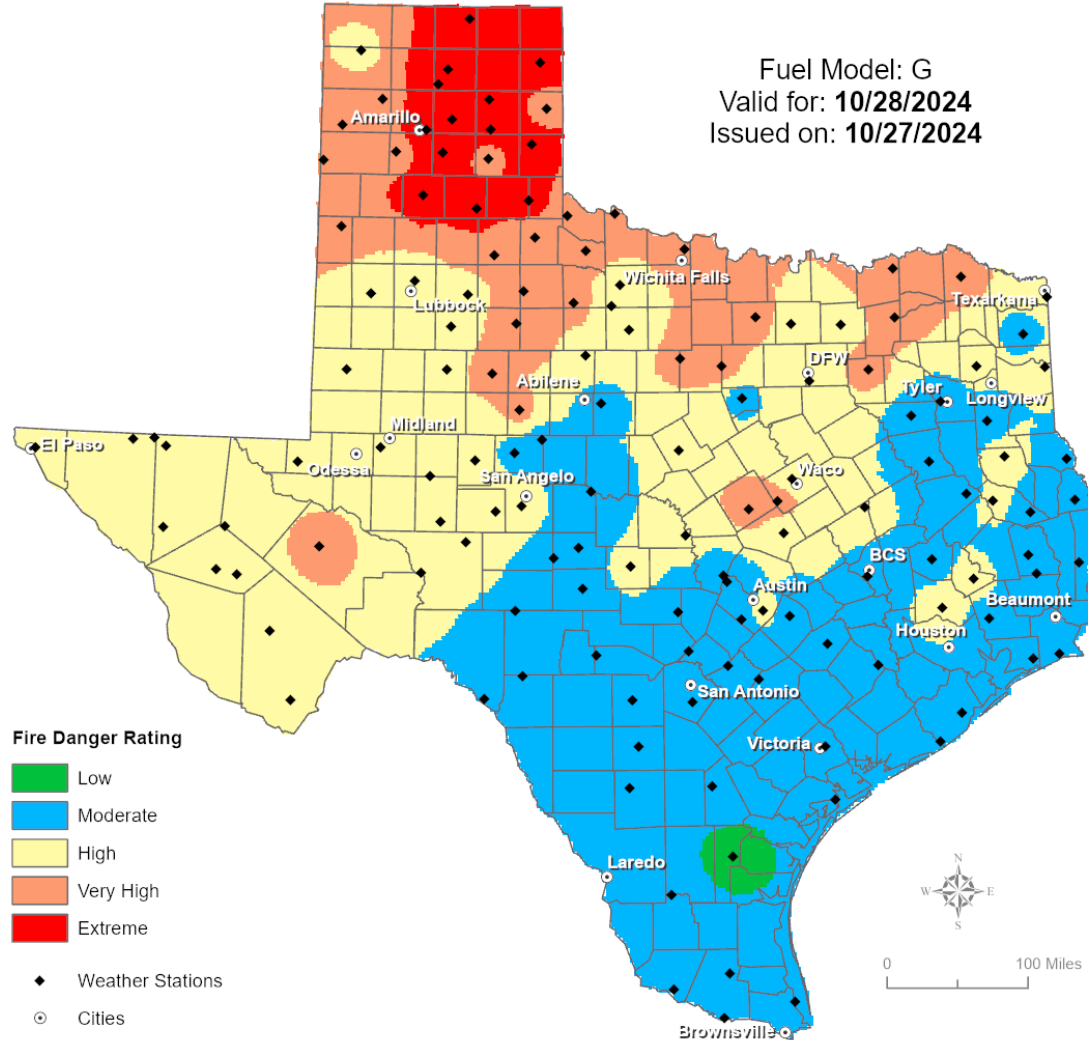 Fuel Model: G
Valid for: 10/28/2024
Issued on: 10/27/2024
Amarillo
Wichita Falls
Lubbock
Texarkana
DFW
Abilene
Tyler
Longview
Midland
El Paso
Odessa
San Angelo
Waco
BCS
Austin
Beaumont
Houston
San Antonio
Victoria
Laredo
Brownsville
Fire Danger Rating
Low
Moderate
High
Very High
Extreme
Weather Stations
Cities
N
W E
S
0 100 Miles